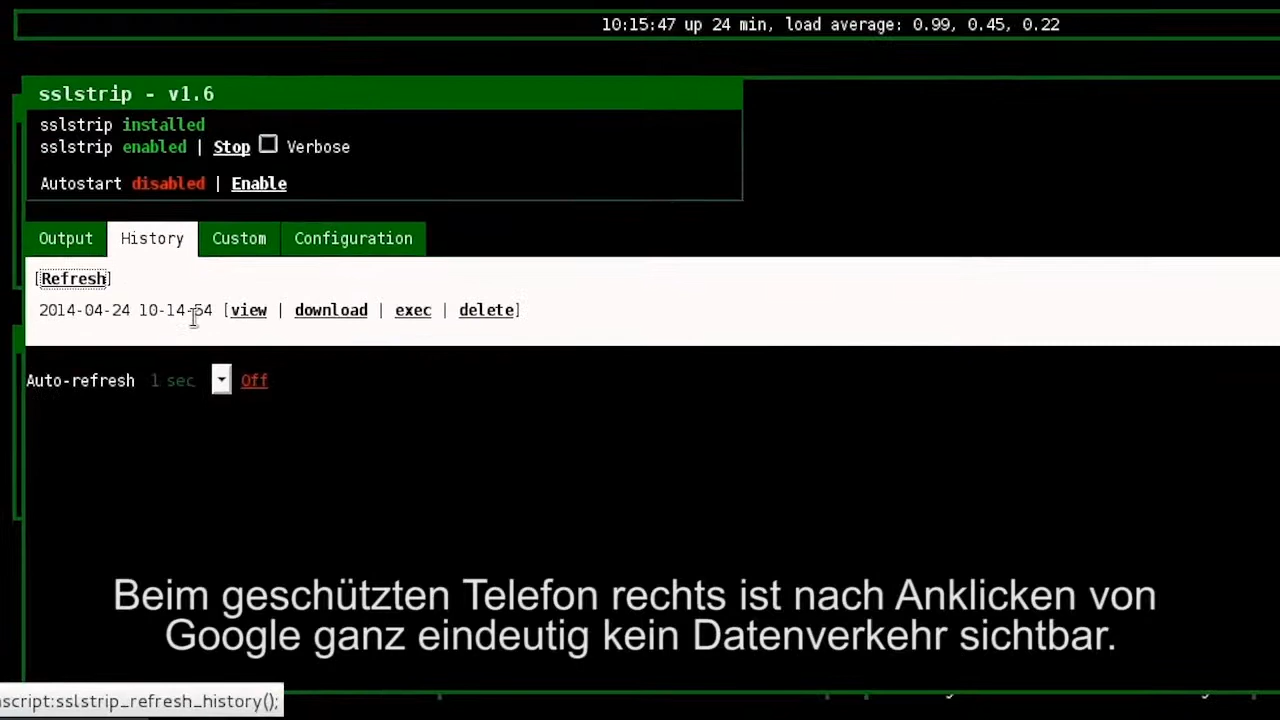 10:15:47 up 24 min, load average: 0.99, 0.45, 0.22
sslstrip - v1.6
sslstrip installed
sslstrip enabled | Stop Verbose
Autostart disabled | Enable
Output History Custom Configuration
[Refresh]
2014-04-24 10-14-54 [view | download | exec | delete]
Auto-refresh 1 sec Off
Beim geschützten Telefon rechts ist nach Anklicken von
Google ganz eindeutig kein Datenverkehr sichtbar.
ascript:sslstrip_refresh_history();